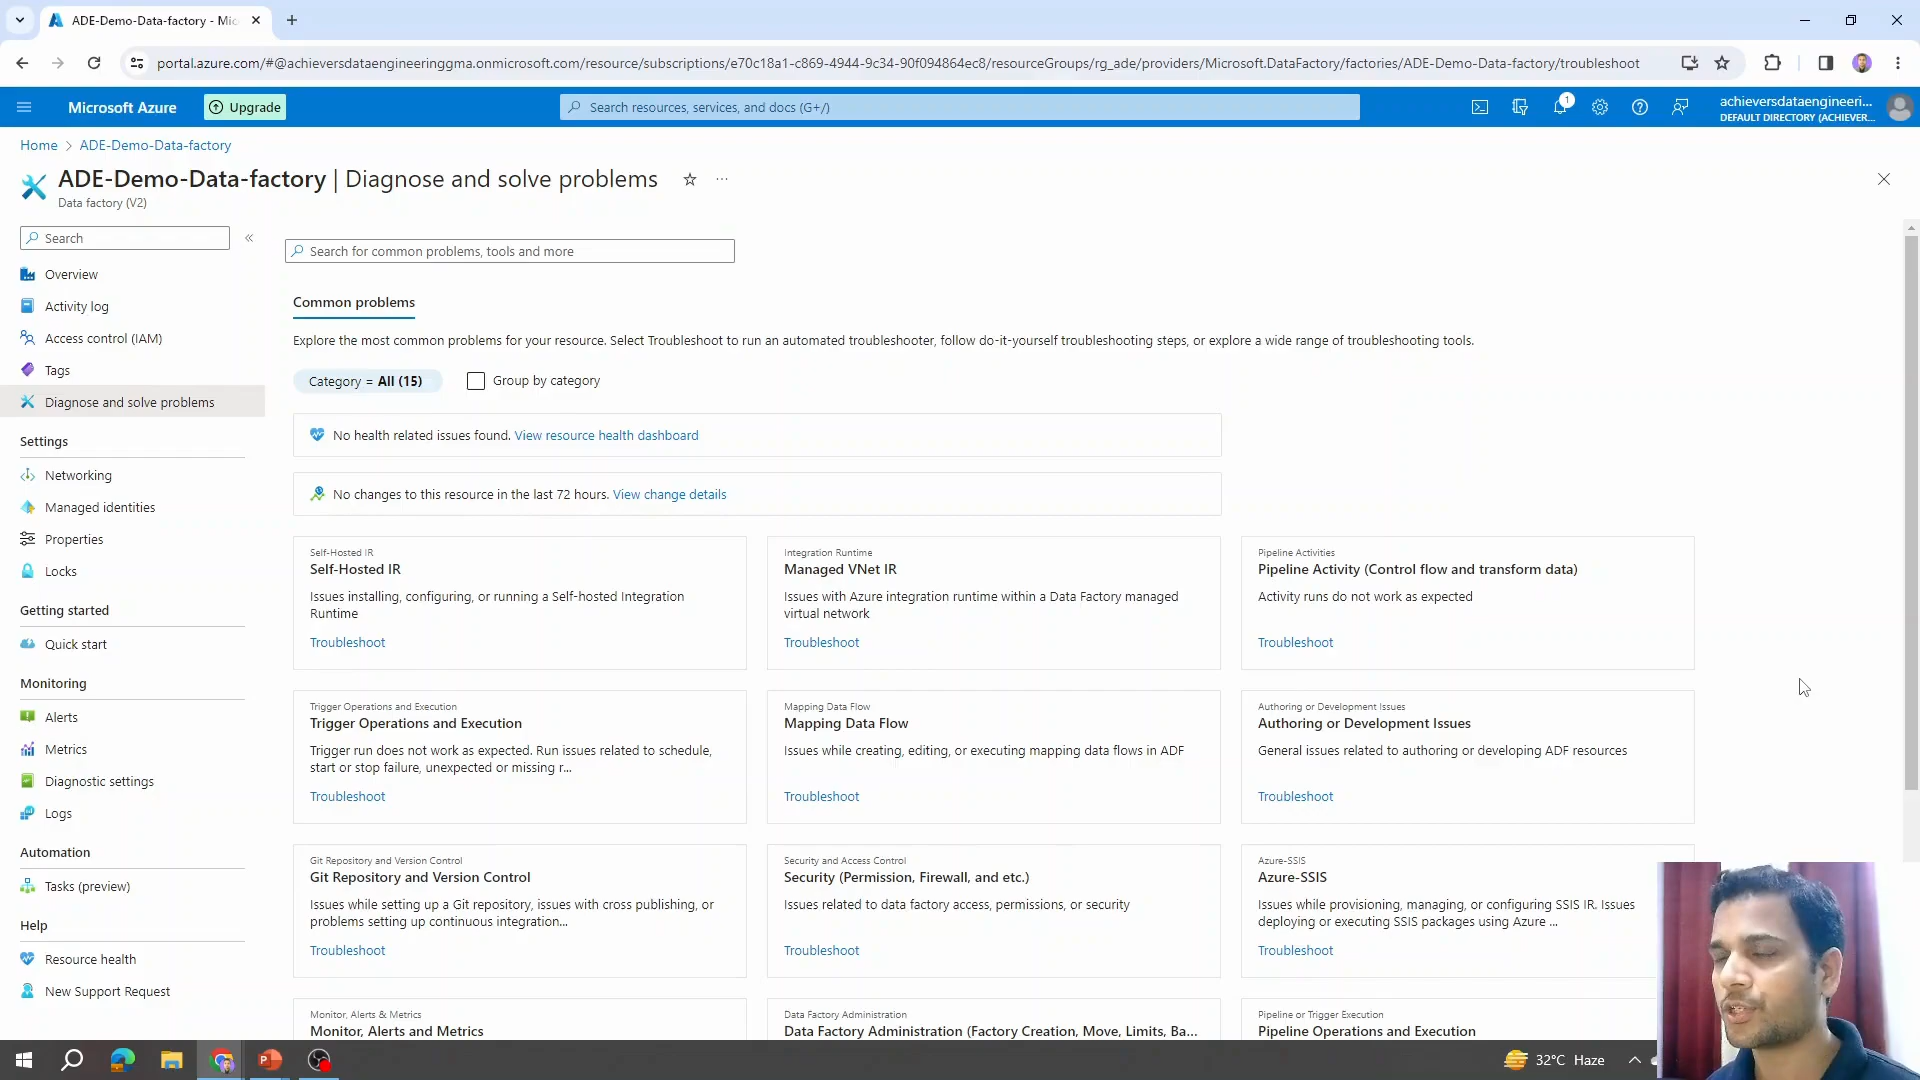 ADE-Demo-Data-factory - Mic
portal.azure.com/#@achieversdataengineeringgma.onmicrosoft.com/resource/subscriptions/e70c18a1-c869-4944-9c34-90f094864ec8/resourceGroups/rg_ade/providers/Microsoft.DataFactory/factories/ADE-Demo-Data-factory/troubleshoot
Microsoft Azure
Upgrade
Search resources, services, and docs (G+/)
1
achieversdataengineeri...
DEFAULT DIRECTORY (ACHIEVER...
Home > ADE-Demo-Data-factory
ADE-Demo-Data-factory | Diagnose and solve problems
Data factory (V2)
Search
Overview
Activity log
Access control (IAM)
Tags
Diagnose and solve problems
Settings
Networking
Managed identities
Properties
Locks
Getting started
Quick start
Monitoring
Alerts
Metrics
Diagnostic settings
Logs
Automation
Tasks (preview)
Help
Resource health
New Support Request
Search for common problems, tools and more
Common problems
Explore the most common problems for your resource. Select Troubleshoot to run an automated troubleshooter, follow do-it-yourself troubleshooting steps, or explore a wide range of troubleshooting tools.
Category = All (15)
Group by category
No health related issues found. View resource health dashboard
No changes to this resource in the last 72 hours. View change details
Self-Hosted IR
Self-Hosted IR
Issues installing, configuring, or running a Self-hosted Integration
Runtime
Troubleshoot
Integration Runtime
Managed VNet IR
Issues with Azure integration runtime within a Data Factory managed
virtual network
Troubleshoot
Pipeline Activities
Pipeline Activity (Control flow and transform data)
Activity runs do not work as expected
Troubleshoot
Trigger Operations and Execution
Trigger Operations and Execution
Trigger run does not work as expected. Run issues related to schedule,
start or stop failure, unexpected or missing r...
Troubleshoot
Mapping Data Flow
Mapping Data Flow
Issues while creating, editing, or executing mapping data flows in ADF
Troubleshoot
Authoring or Development Issues
Authoring or Development Issues
General issues related to authoring or developing ADF resources
Troubleshoot
Git Repository and Version Control
Git Repository and Version Control
Issues while setting up a Git repository, issues with cross publishing, or
problems setting up continuous integration...
Troubleshoot
Security and Access Control
Security (Permission, Firewall, and etc.)
Issues related to data factory access, permissions, or security
Troubleshoot
Azure-SSIS
Azure-SSIS
Issues while provisioning, managing, or configuring SSIS IR. Issues
deploying or executing SSIS packages using Azure ...
Troubleshoot
Monitor, Alerts & Metrics
Monitor, Alerts and Metrics
Data Factory Administration
Data Factory Administration (Factory Creation, Move, Limits, Ba...
Pipeline or Trigger Execution
Pipeline Operations and Execution
32°C Haze